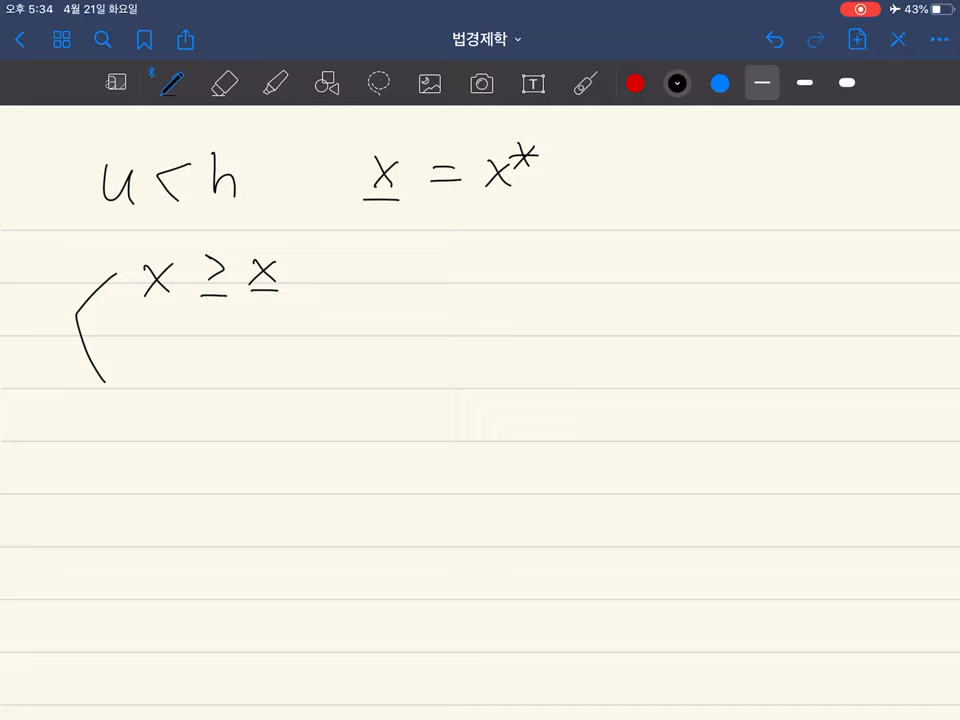 오후 5:34 4월 21일 화요일 43%
법경제학
T
u < h x = x*
x ≥ x